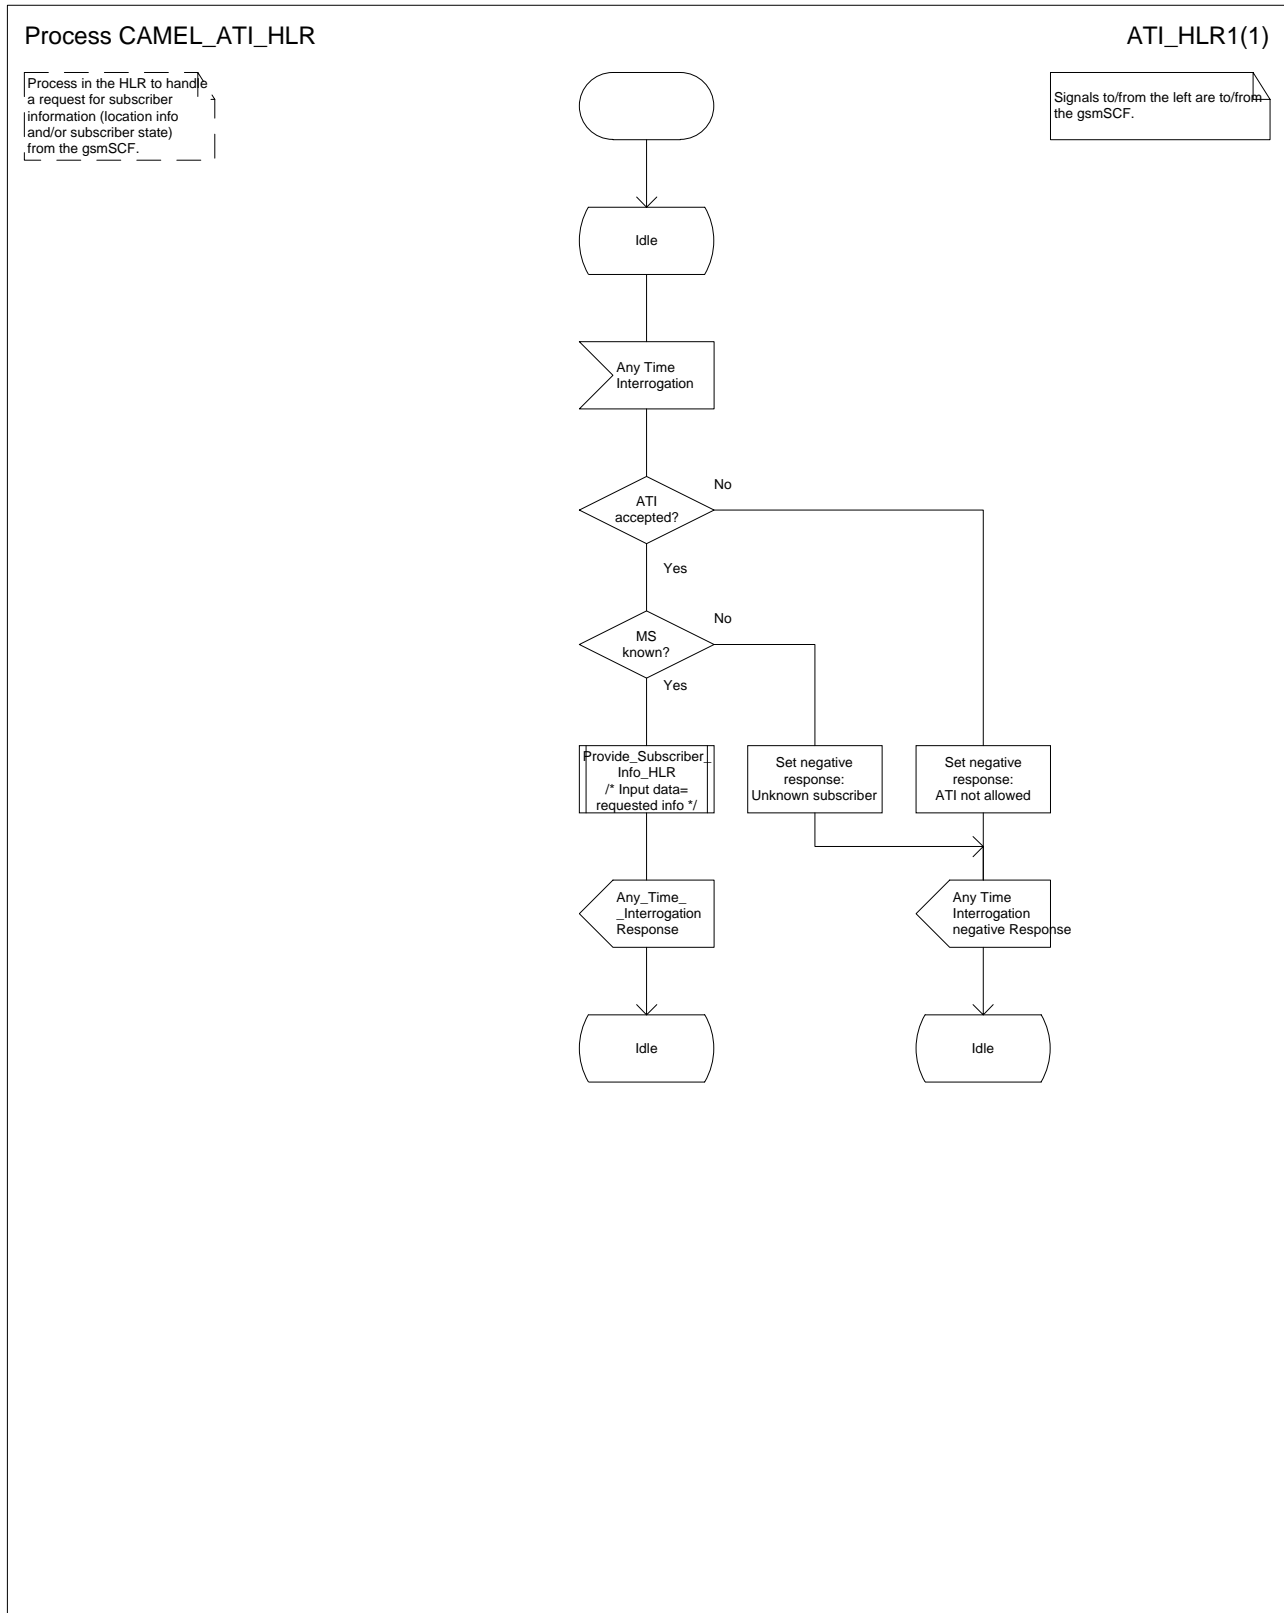 Process CAMEL_ATI_HLR
ATI_HLR1(1)
Process in the HLR to handle
a request for subscriber
information (location info
and/or subscriber state)
from the gsmSCF.
Signals to/from the left are to/from
the gsmSCF.
Idle
Any Time
Interrogation
ATI
accepted?
No
Yes
MS
known?
No
Yes
Provide_Subscriber_
Info_HLR
/* Input data=
requested info */
Set negative
response:
Unknown subscriber
Set negative
response:
ATI not allowed
Any_Time_
_Interrogation
Response
Any Time
Interrogation
negative Response
Idle
Idle